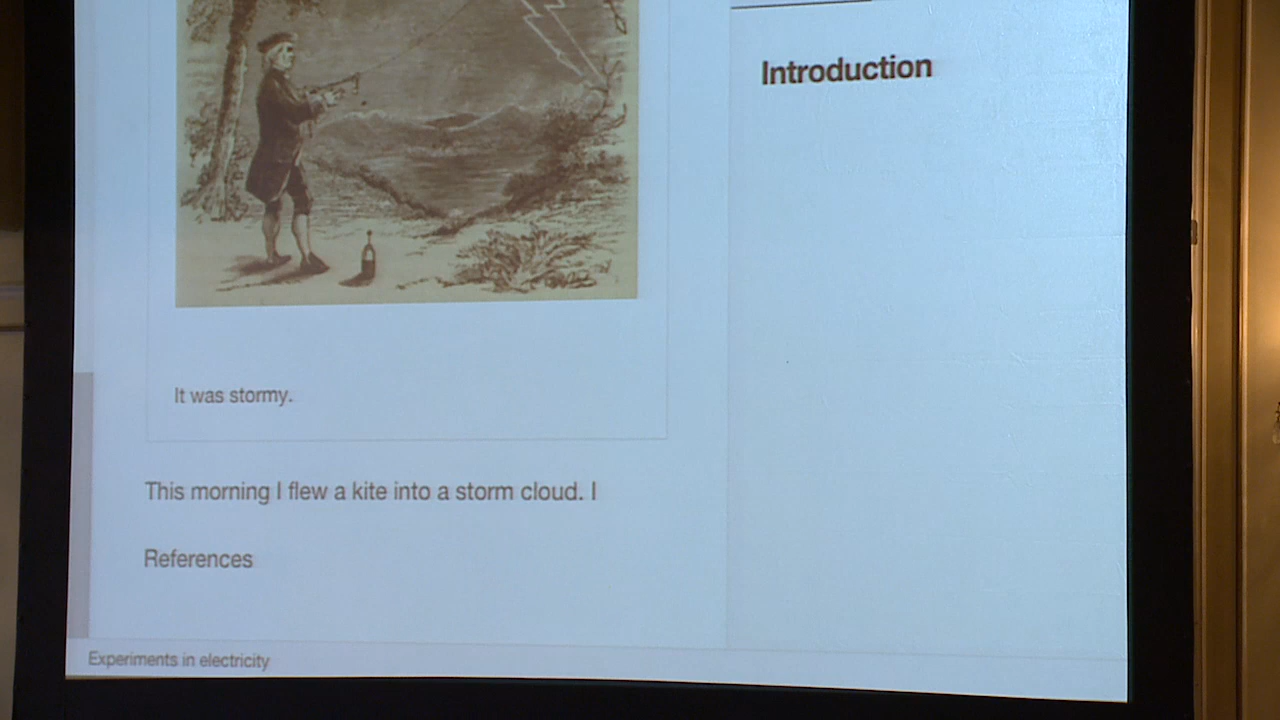 Introduction
It was stormy.
This morning I flew a kite into a storm cloud. I
References
Experiments in electricity